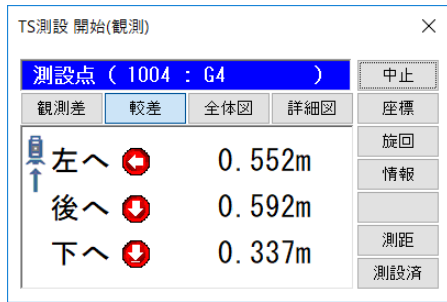 TS測設 開始(観測)
測設点 ( 1004 : G4 )
中止
観測差 較差 全体図 詳細図
座標
旋回
左へ 0.552m
情報
後へ 0.592m
下へ 0.337m
測距
測設済